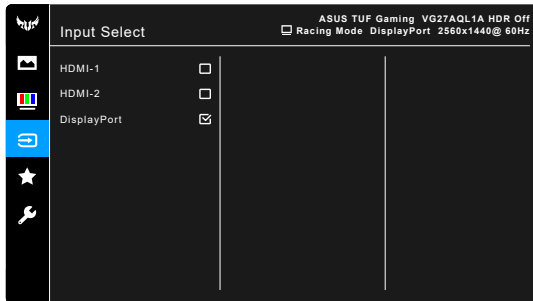 ASUS TUF Gaming VG27AQL1A HDR Off
Input Select
Racing Mode DisplayPort 2560x1440@ 60Hz
HDMI-1
HDMI-2
DisplayPort